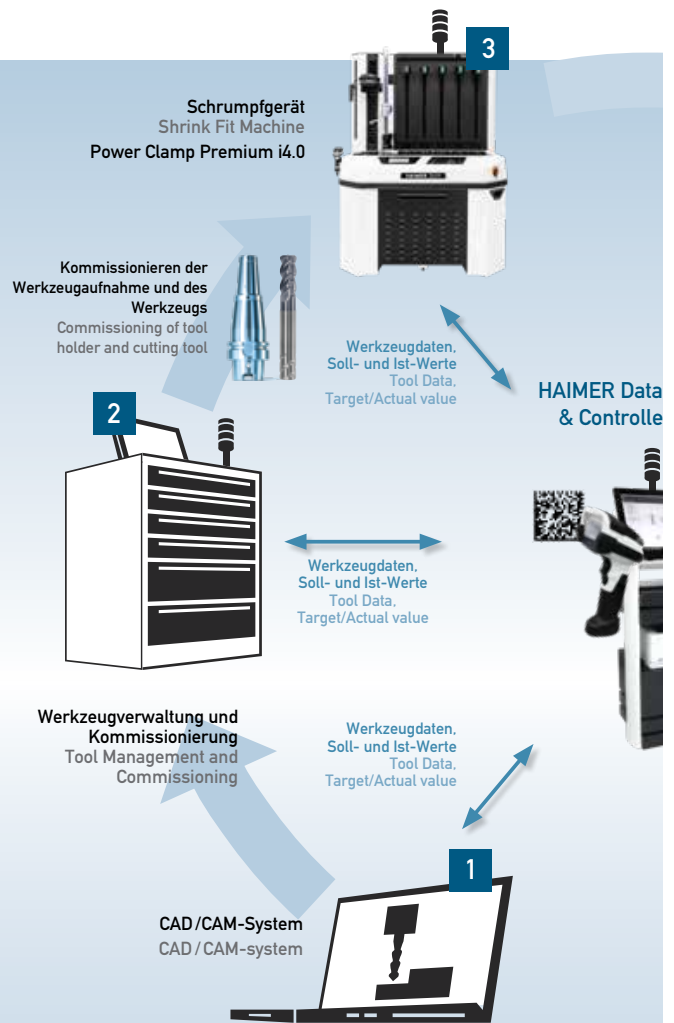 3
Schrumpfgerät
Shrink Fit Machine
Power Clamp Premium i4.0
HAIMER
Kommissionieren der
Werkzeugaufnahme und des
Werkzeugs
Commissioning of tool
holder and cutting tool
Werkzeugdaten,
Soll- und Ist-Werte
Tool Data,
Target/Actual value
HAIMER Data
& Controlle
2
Werkzeugdaten,
Soll- und Ist-Werte
Tool Data,
Target/Actual value
Werkzeugverwaltung und
Kommissionierung
Tool Management and
Commissioning
Werkzeugdaten,
Soll- und Ist-Werte
Tool Data,
Target/Actual value
1
CAD/CAM-System
CAD/CAM-system